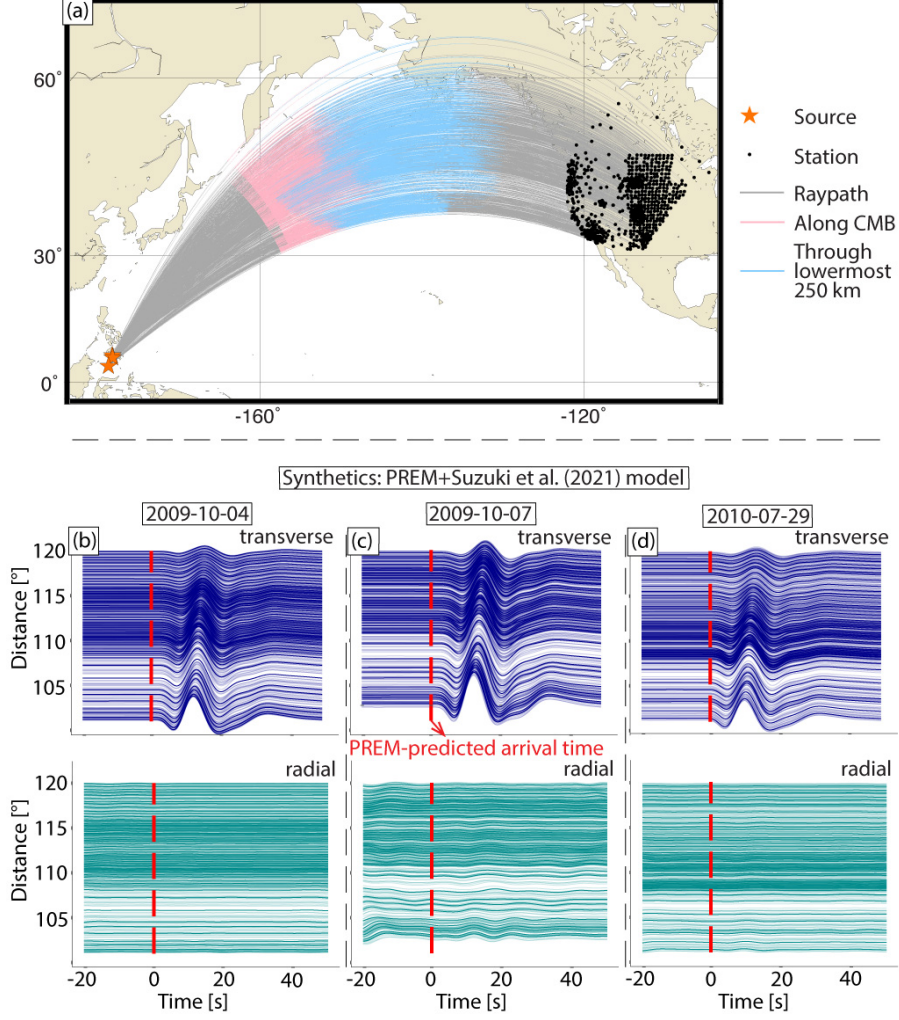 (a)
60°
30°
0°
-160°
-120°
Source
Station
Raypath
Along CMB
Through
lowermost
250 km
Synthetics: PREM+Suzuki et al. (2021) model
(b)
2009-10-04
transverse
(c)
2009-10-07
transverse
(d)
2010-07-29
transverse
Distance [°]
120
115
110
105
PREM-predicted arrival time
radial
radial
radial
Distance [°]
120
115
110
105
-20
0
20
40
-20
0
20
40
-20
0
20
40
Time [s]
Time [s]
Time [s]